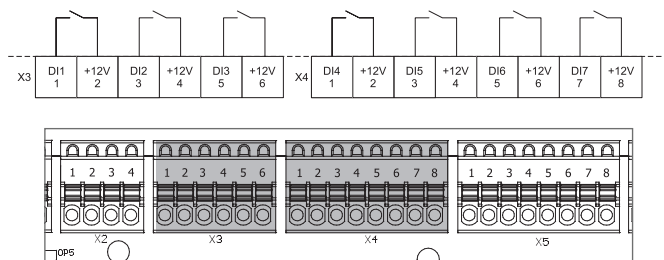 X3 DI1 +12V DI2 +12V DI3 +12V X4 DI4 +12V DI5 +12V DI6 +12V DI7 +12V
1 2 3 4 5 6 1 2 3 4 5 6 7 8
1 2 3 4 1 2 3 4 5 6 1 2 3 4 5 6 7 8 1 2 3 4 5 6 7 8
X2 X3 X4 X5
OP5